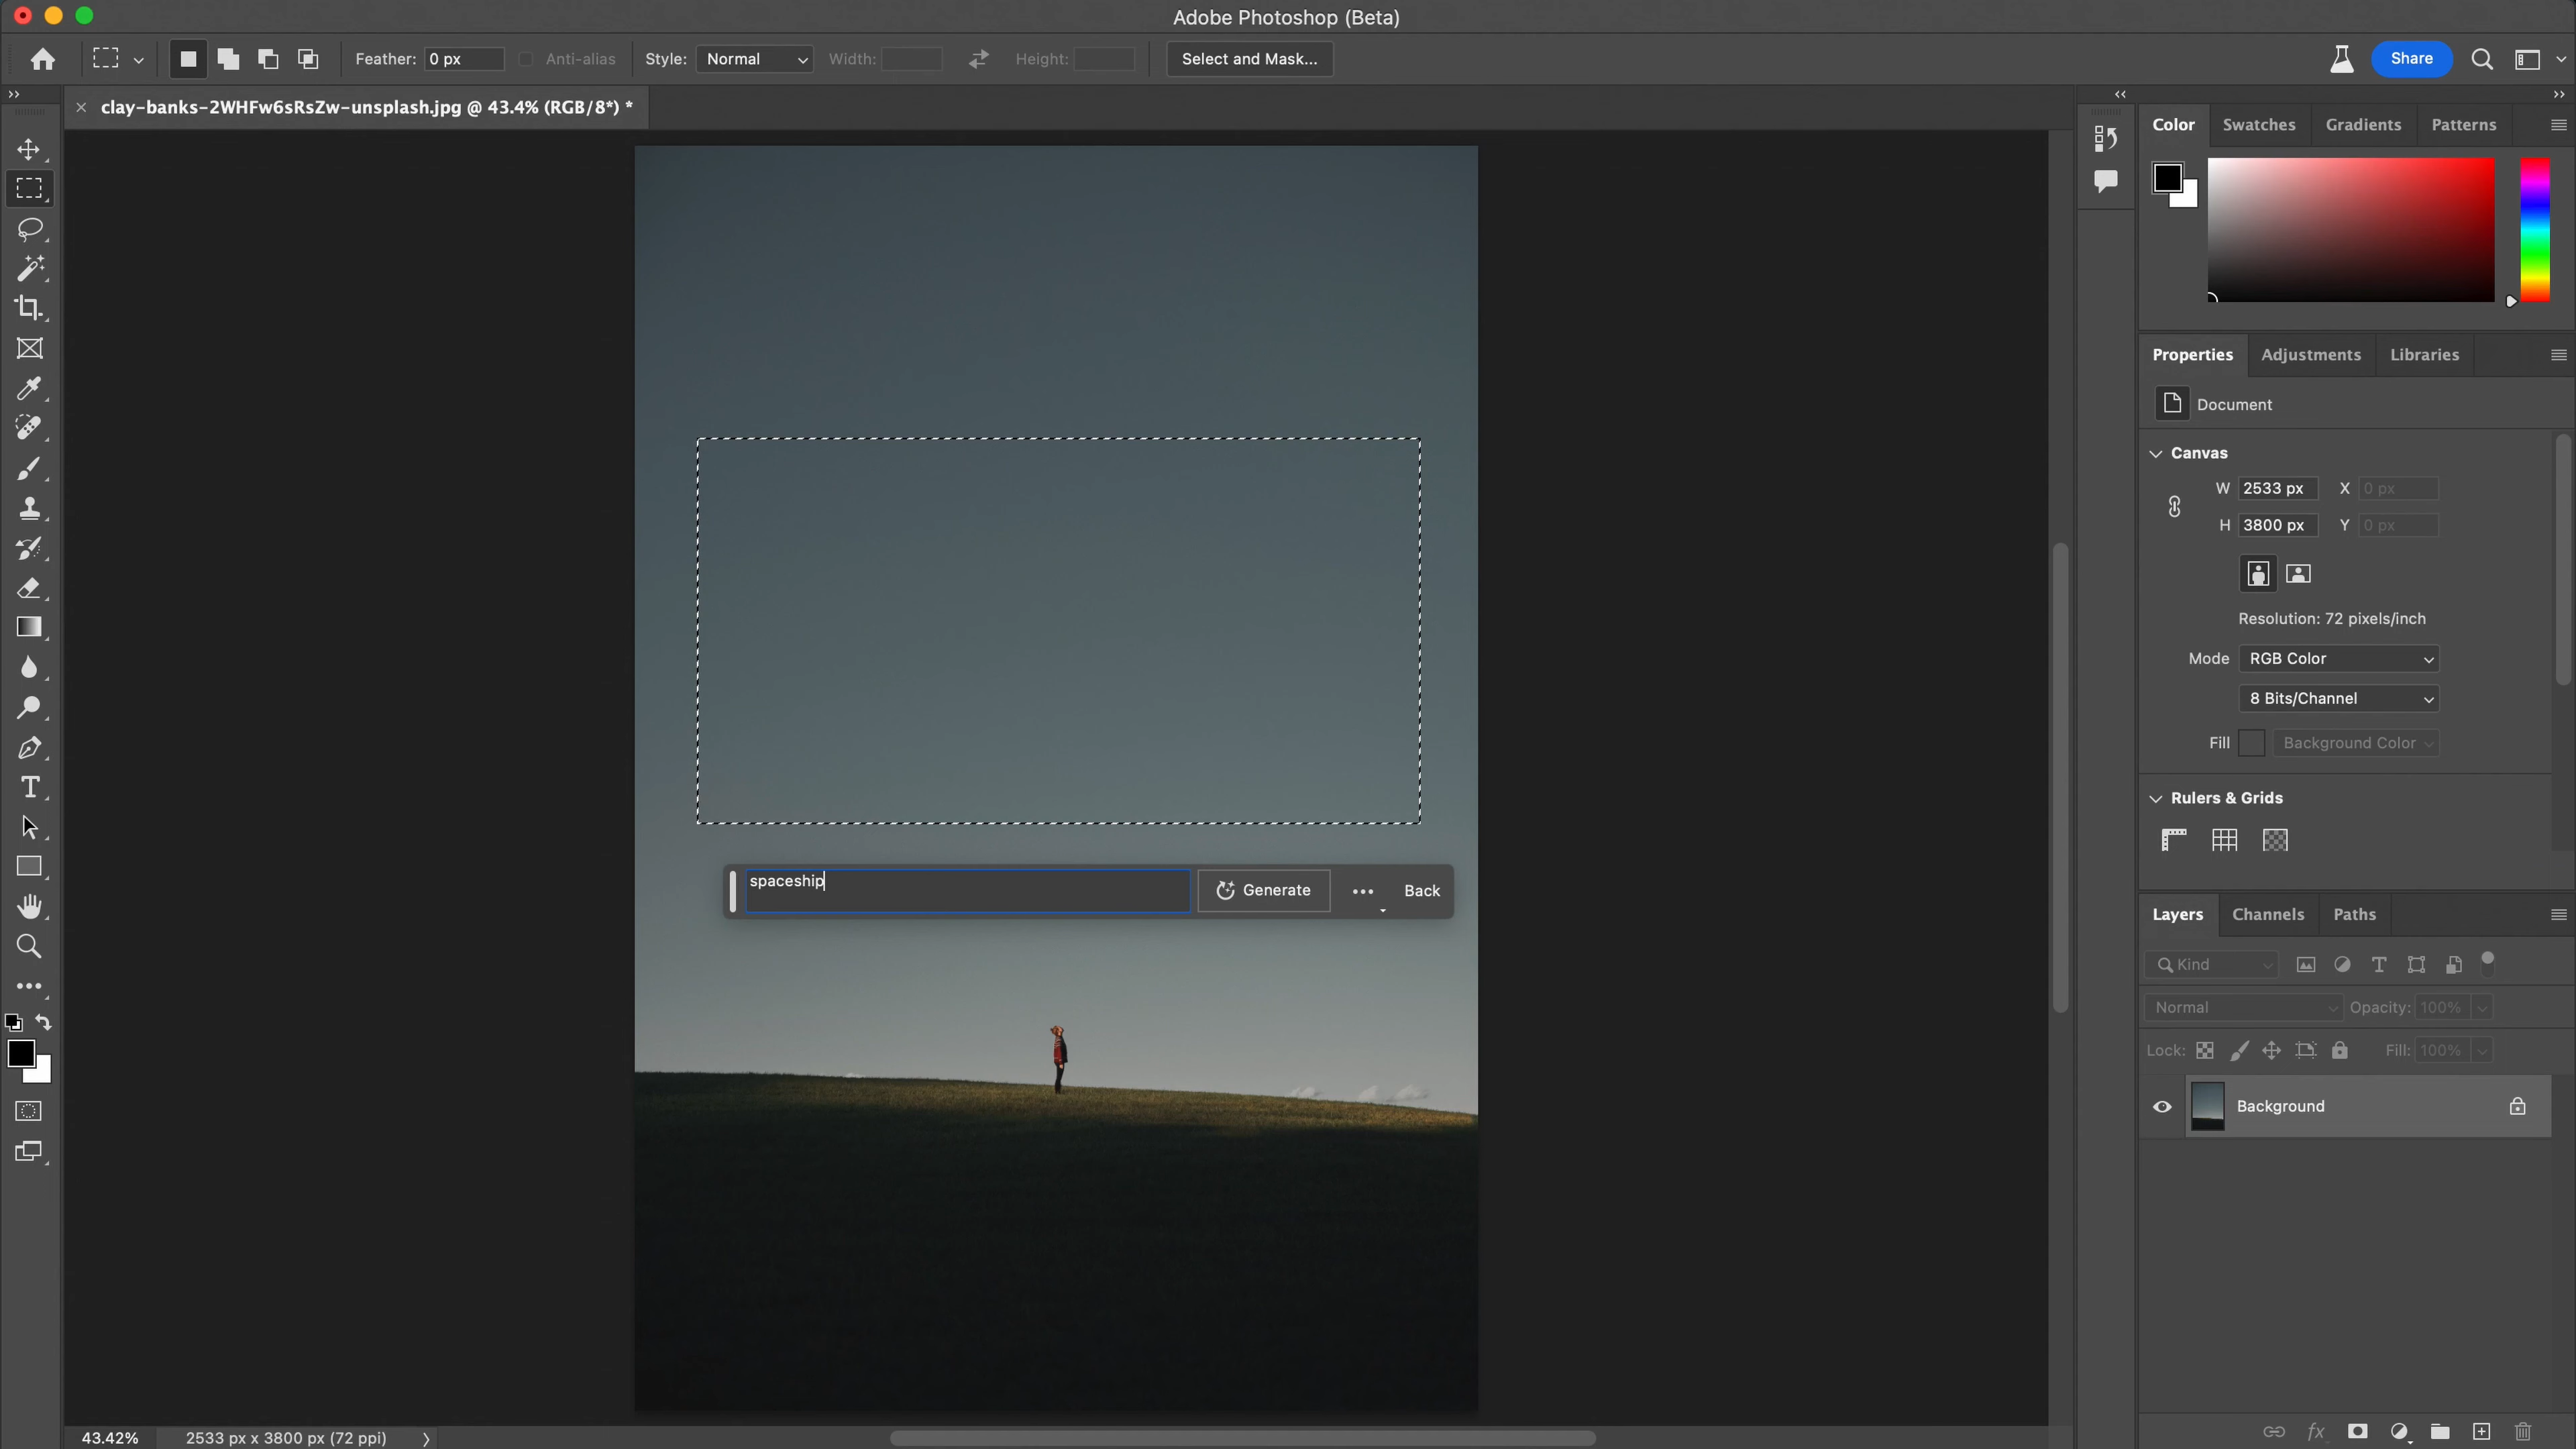 Adobe Photoshop (Beta)
Feather: 0 px Anti-alias Style: Normal Width: Height: Select and Mask... Share
clay-banks-2WHFw6sRsZw-unsplash.jpg @ 43.4% (RGB/8*) *
Color Swatches Gradients Patterns
Properties Adjustments Libraries
Document
Canvas
W 2533 px X 0 px
H 3800 px Y 0 px
Resolution: 72 pixels/inch
Mode RGB Color
8 Bits/Channel
Fill Background Color
Rulers & Grids
spaceship Generate ••• Back
Layers Channels Paths
Kind
Normal Opacity: 100%
Lock: Fill: 100%
Background
fx
43.42% 2533 px x 3800 px (72 ppi)